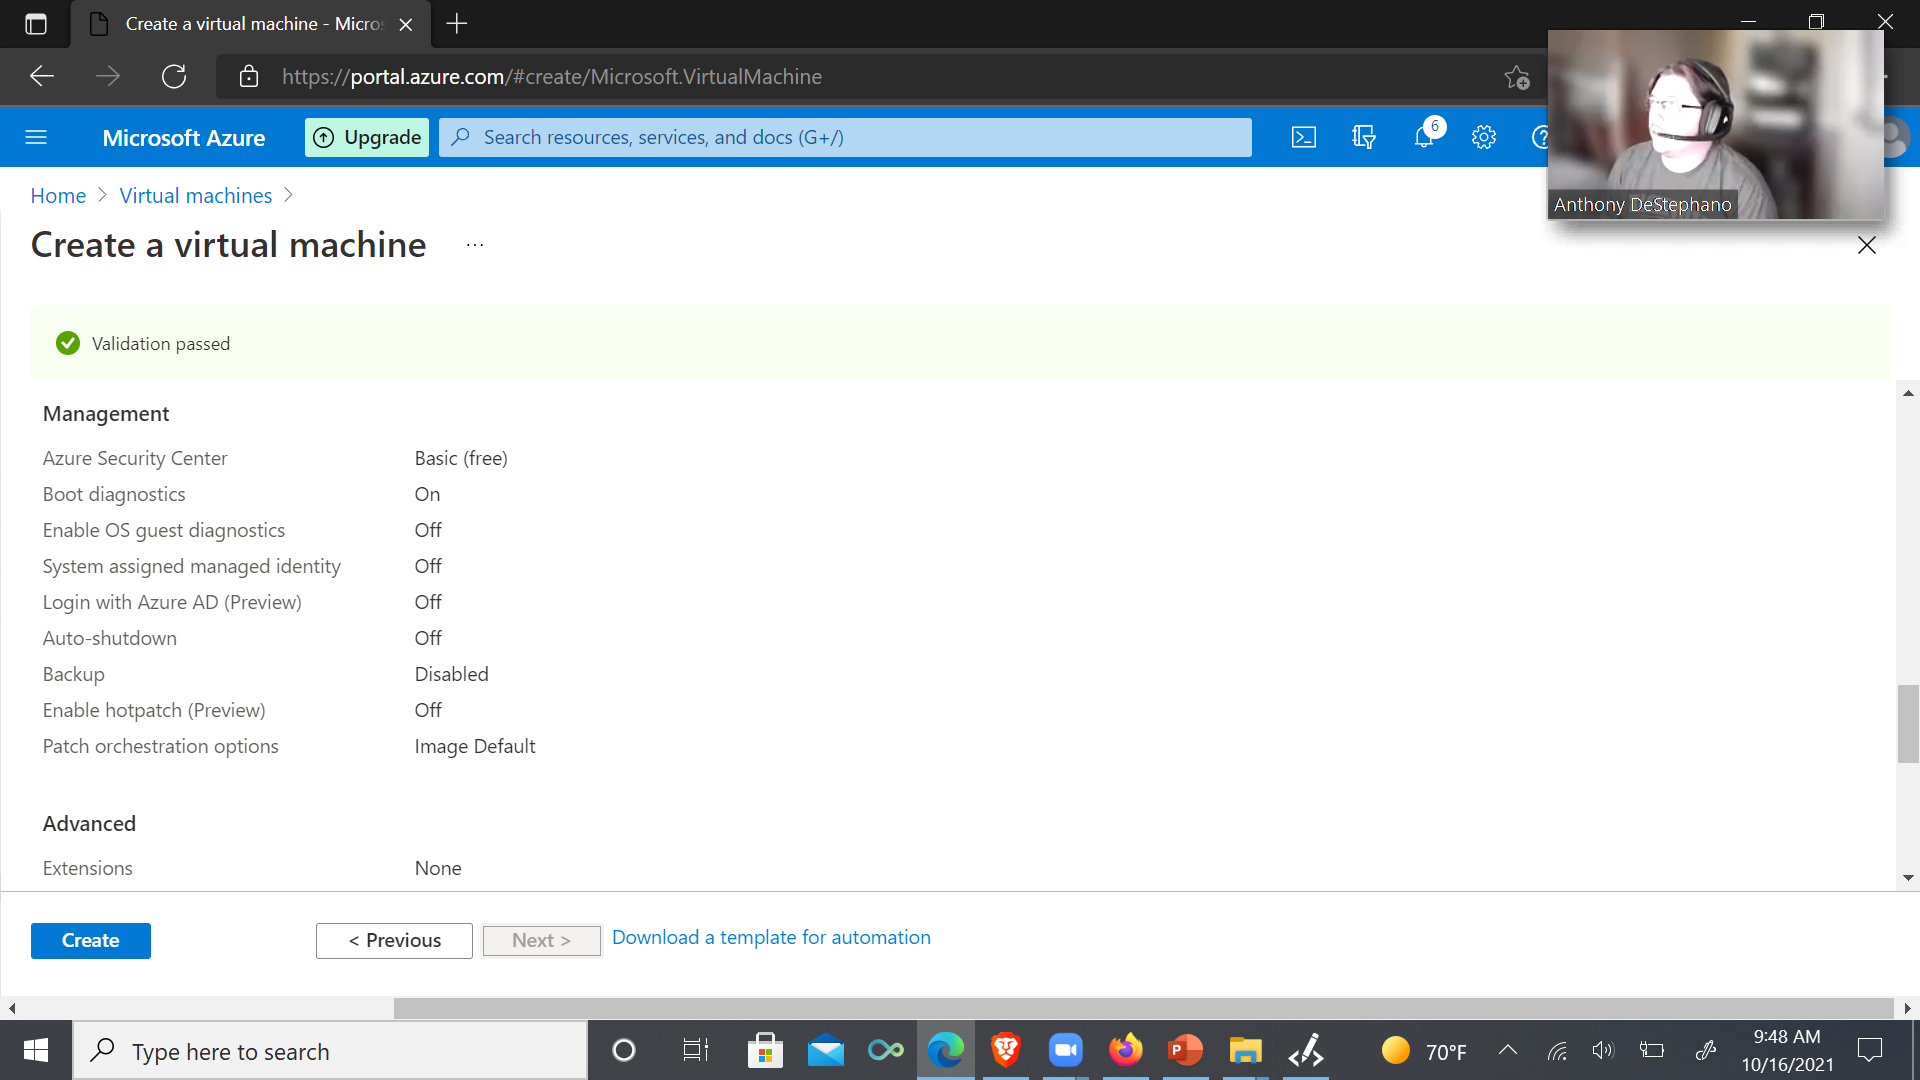 Create a virtual machine - Micros
https://portal.azure.com/#create/Microsoft.VirtualMachine
Microsoft Azure
Upgrade
Search resources, services, and docs (G+/)
6
Anthony DeStephano
Home > Virtual machines >
Create a virtual machine ...
Validation passed
Management
Azure Security Center Basic (free)
Boot diagnostics On
Enable OS guest diagnostics Off
System assigned managed identity Off
Login with Azure AD (Preview) Off
Auto-shutdown Off
Backup Disabled
Enable hotpatch (Preview) Off
Patch orchestration options Image Default
Advanced
Extensions None
Create
< Previous
Next >
Download a template for automation
Type here to search
70°F
9:48 AM
10/16/2021